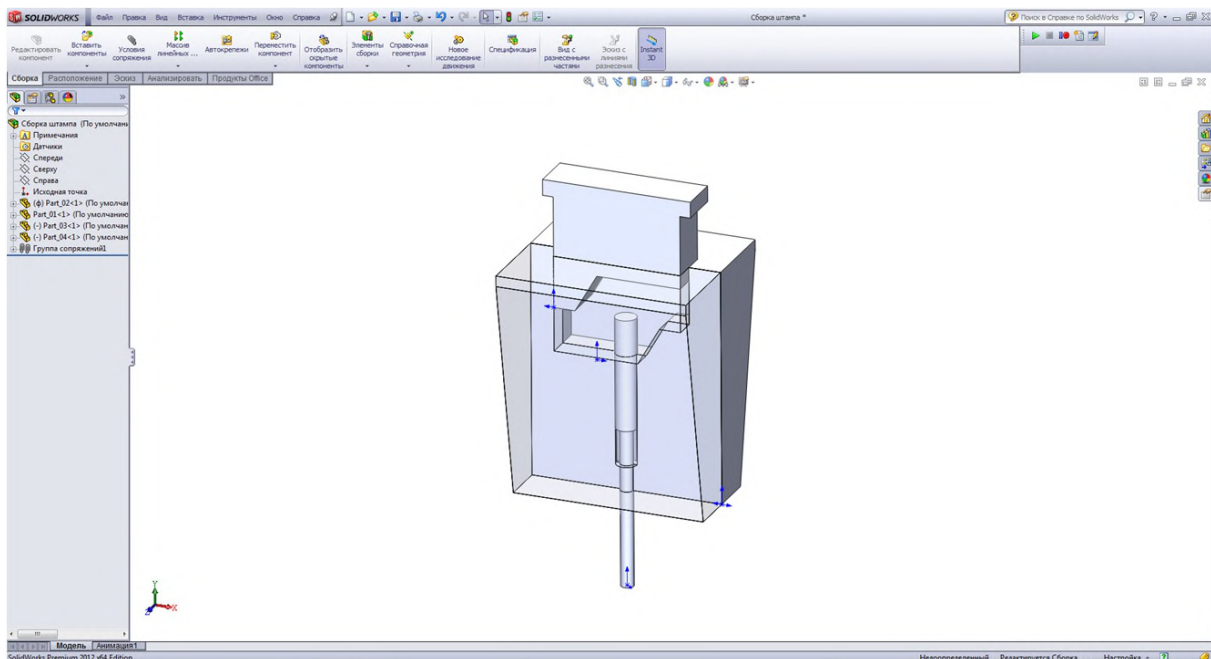 SOLIDWORKS Файл Правка Вид Вставка Инструменты Окно Справка Сборка штампа * Поиск в Справке по SolidWorks
Редактировать компонент
Вставить компоненты
Условия сопряжения
Массив линейных ...
Автокрепежи
Переместить компонент
Отобразить скрытые компоненты
Элементы сборки
Справочная геометрия
Новое исследование движения
Спецификация
Вид с разнесенными частями
Эскиз с линиями разнесения
Instant 3D
Сборка Расположение Эскиз Анализировать Продукты Office
Сборка штампа (По умолчани
Примечания
Датчики
Спереди
Сверху
Справа
Исходная точка
(ф) Part_02<1> (По умолчан
Part_01<1> (По умолчанию
(-) Part_03<1> (По умолчан
(-) Part_04<1> (По умолчан
Группа сопряжений1
Y
X
Z
Модель Анимация1
SolidWorks Premium 2012 x64 Edition Недоопределенный Редактируется Сборка Настройка